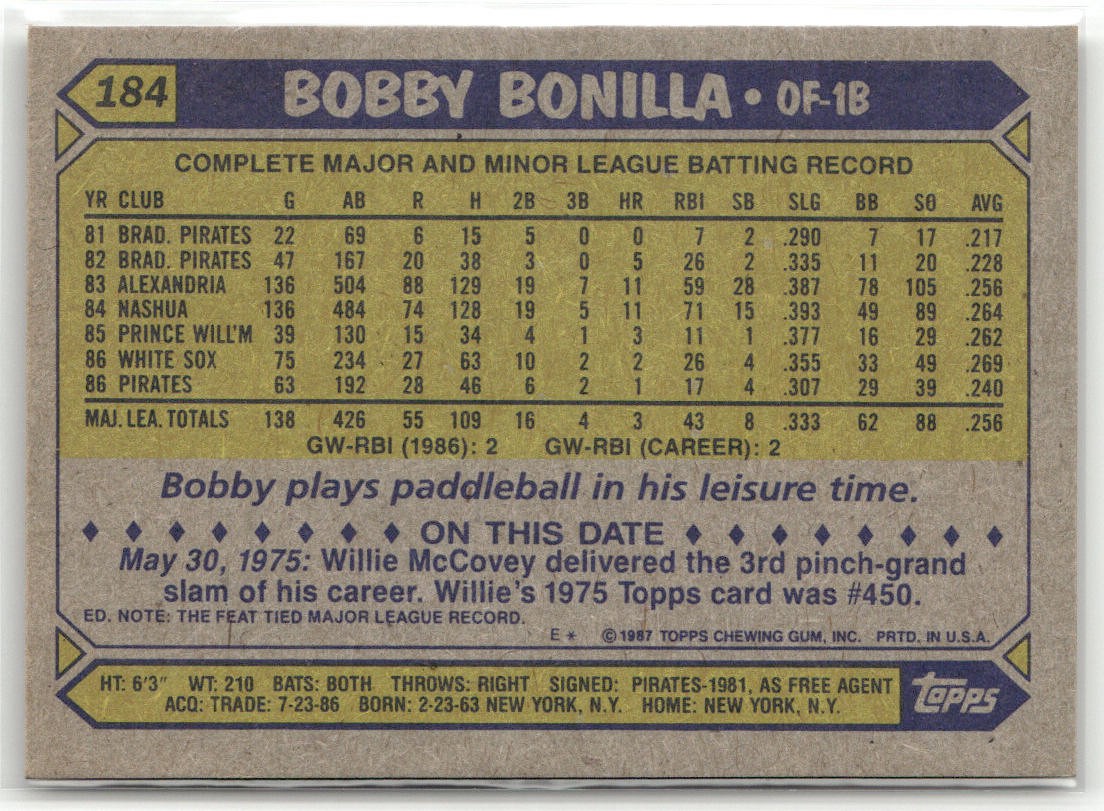 184 BOBBY BONILLA • OF-1B
COMPLETE MAJOR AND MINOR LEAGUE BATTING RECORD
YR CLUB G AB R H 2B 3B HR RBI SB SLG BB SO AVG
81 BRAD. PIRATES 22 69 6 15 5 0 0 7 2 .290 7 17 .217
82 BRAD. PIRATES 47 167 20 38 3 0 5 26 2 .335 11 20 .228
83 ALEXANDRIA 136 504 88 129 19 7 11 59 28 .387 78 105 .256
84 NASHUA 136 484 74 128 19 5 11 71 15 .393 49 89 .264
85 PRINCE WILL'M 39 130 15 34 4 1 3 11 1 .377 16 29 .262
86 WHITE SOX 75 234 27 63 10 2 2 26 4 .355 33 49 .269
86 PIRATES 63 192 28 46 6 2 1 17 4 .307 29 39 .240
MAJ. LEA. TOTALS 138 426 55 109 16 4 3 43 8 .333 62 88 .256
GW-RBI (1986): 2 GW-RBI (CAREER): 2
Bobby plays paddleball in his leisure time.
ON THIS DATE
May 30, 1975: Willie McCovey delivered the 3rd pinch-grand
slam of his career. Willie's 1975 Topps card was #450.
ED. NOTE: THE FEAT TIED MAJOR LEAGUE RECORD.
E * © 1987 TOPPS CHEWING GUM, INC. PRTD. IN U.S.A.
HT: 6'3" WT: 210 BATS: BOTH THROWS: RIGHT SIGNED: PIRATES-1981, AS FREE AGENT
ACQ: TRADE: 7-23-86 BORN: 2-23-63 NEW YORK, N.Y. HOME: NEW YORK, N.Y.
topps